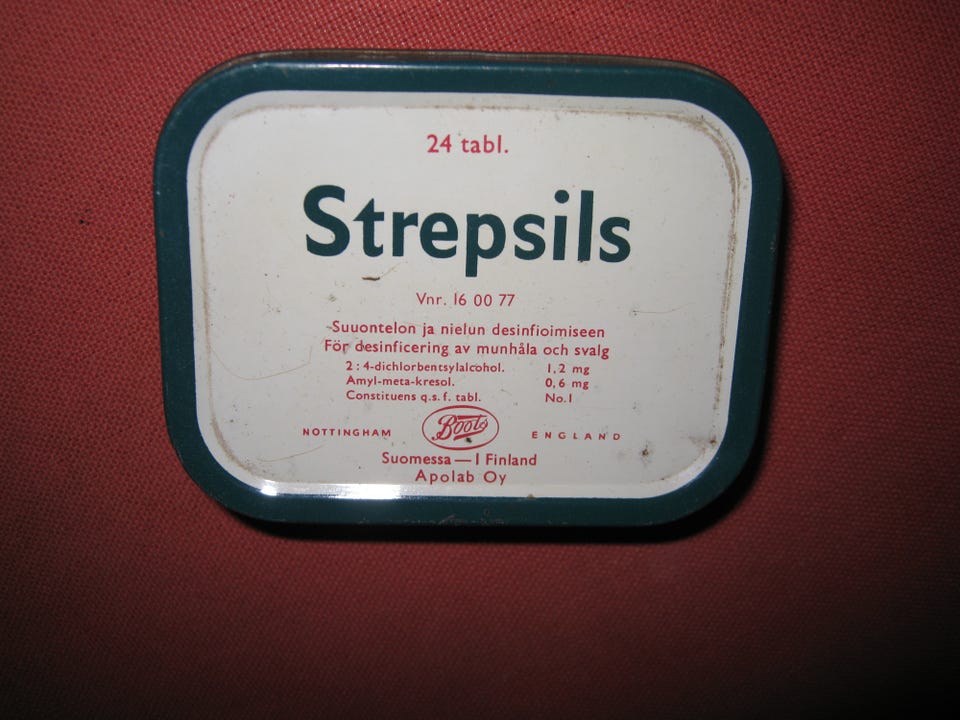 24 tabl.
Strepsils
Vnr. 16 00 77
Suuontelon ja nielun desinfioimiseen
För desinficering av munhåla och svalg
2:4-dichlorbentsylalcohol. 1,2 mg
Amyl-meta-kresol. 0,6 mg
Constituens q.s.f. tabl. No.1
NOTTINGHAM Boots ENGLAND
Suomessa — I Finland
Apolab Oy